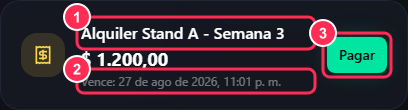 1
Alquiler Stand A - Semana 3
3
$ 1.200,00
Pagar
2
Vence: 27 de ago de 2026, 11:01 p. m.